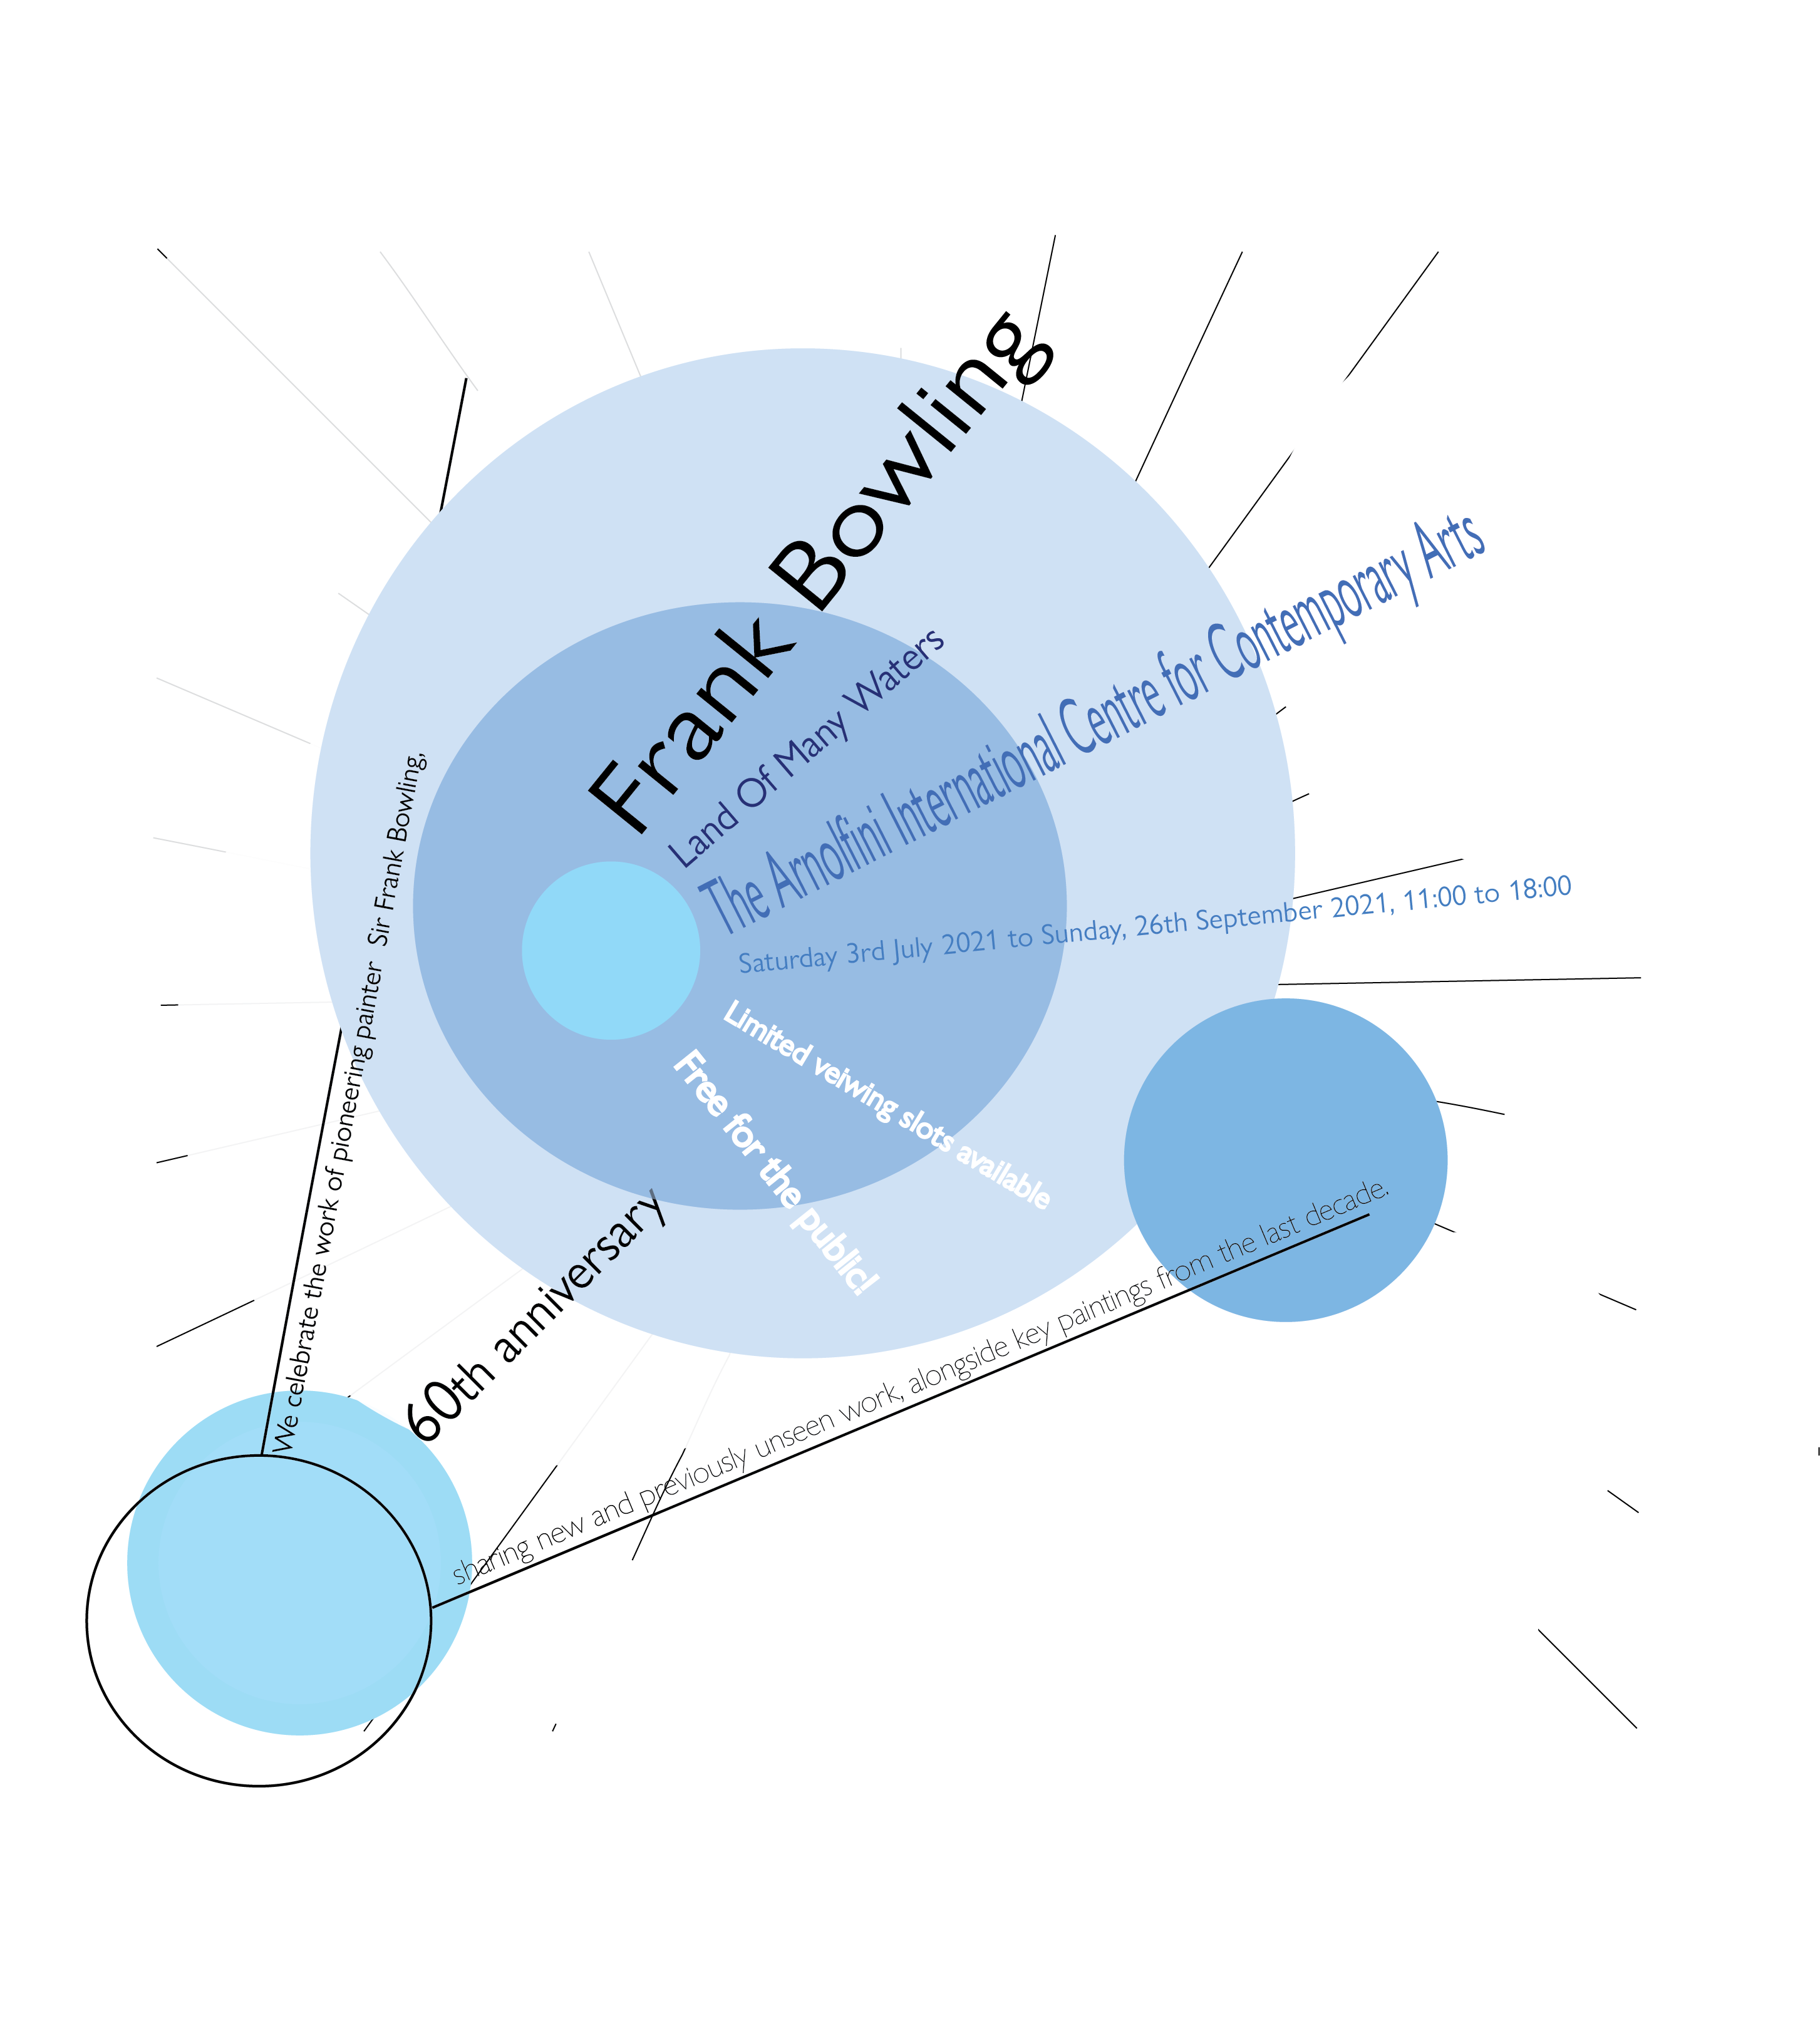 Frank Bowling
Land Of Many Waters
The Arnolfini International Centre for Contemporary Arts
Saturday 3rd July 2021 to Sunday, 26th September 2021, 11:00 to 18:00
Limited veiwing slots available
Free for the public!
60th anniversary
We celebrate the work of pioneering painter Sir Frank Bowling,
sharing new and previously unseen work, alongside key paintings from the last decade.